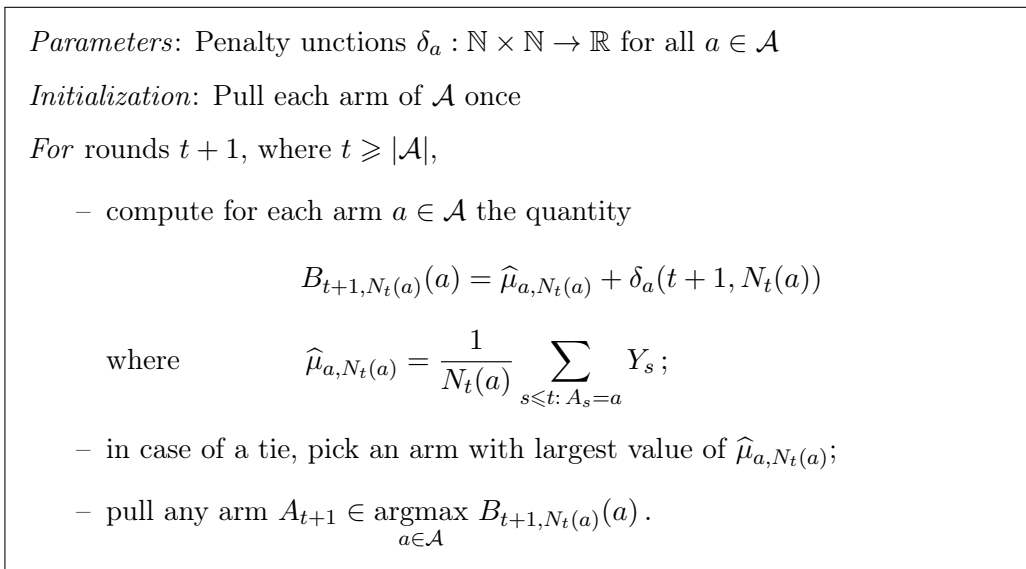 Parameters: Penalty unctions δ_a : ℕ × ℕ → ℝ for all a ∈ 𝒜
Initialization: Pull each arm of 𝒜 once
For rounds t + 1, where t ⩾ |𝒜|,
– compute for each arm a ∈ 𝒜 the quantity
B_{t+1,N_t(a)}(a) = μ̂_{a,N_t(a)} + δ_a(t + 1, N_t(a))
where μ̂_{a,N_t(a)} = \frac{1}{N_t(a)} \sum_{s⩽t: A_s=a} Y_s ;
– in case of a tie, pick an arm with largest value of μ̂_{a,N_t(a)};
– pull any arm A_{t+1} ∈ argmax_{a∈𝒜} B_{t+1,N_t(a)}(a) .